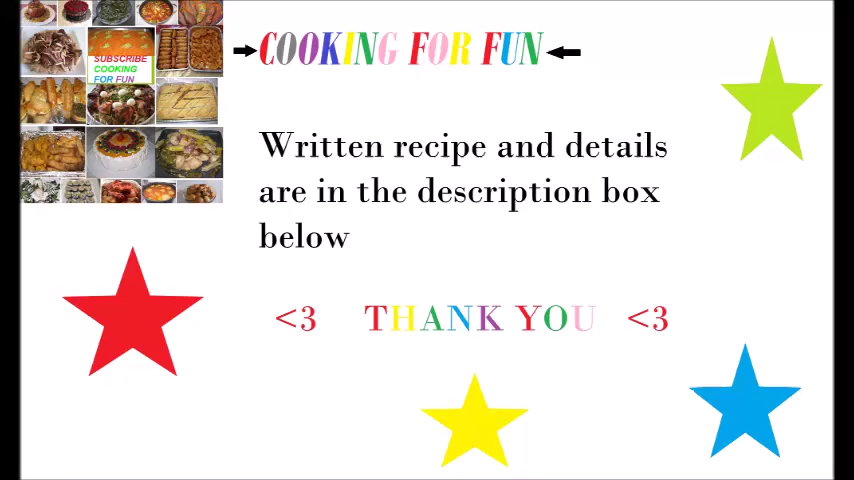 SUBSCRIBE
COOKING
FOR FUN
COOKING FOR FUN
Written recipe and details
are in the description box
below
<3 THANK YOU <3